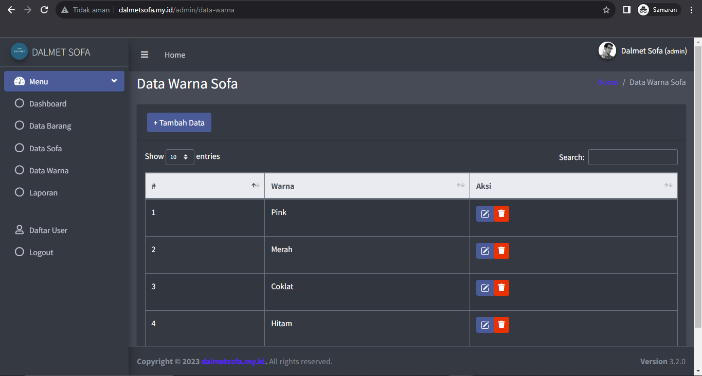 Tidak aman | dalmetsofa.my.id/admin/data-warna
Samaran
DALMET SOFA
Home
Dalmet Sofa (admin)
Menu
Dashboard
Data Barang
Data Sofa
Data Warna
Laporan
Daftar User
Logout
Data Warna Sofa
Home / Data Warna Sofa
+ Tambah Data
Show 10 entries
Search:
# Warna Aksi
1 Pink
2 Merah
3 Coklat
4 Hitam
Copyright © 2023 dalmetsofa.my.id. All rights reserved.
Version 3.2.0